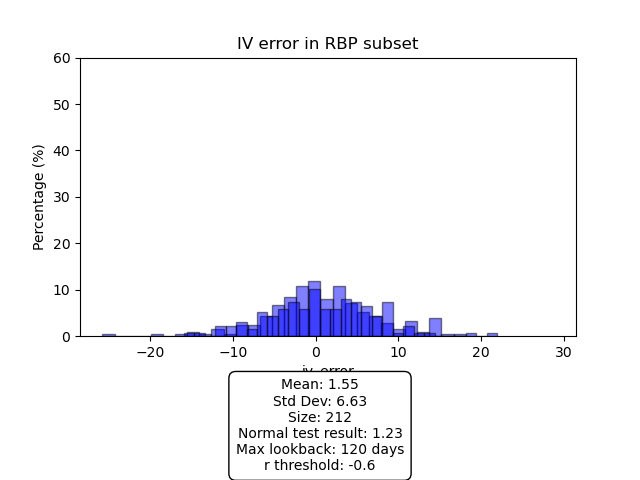 IV error in RBP subset
60
50
40
30
20
10
0
Percentage (%)
−20 −10 0 10 20 30
iv_error
Mean: 1.55
Std Dev: 6.63
Size: 212
Normal test result: 1.23
Max lookback: 120 days
r threshold: -0.6